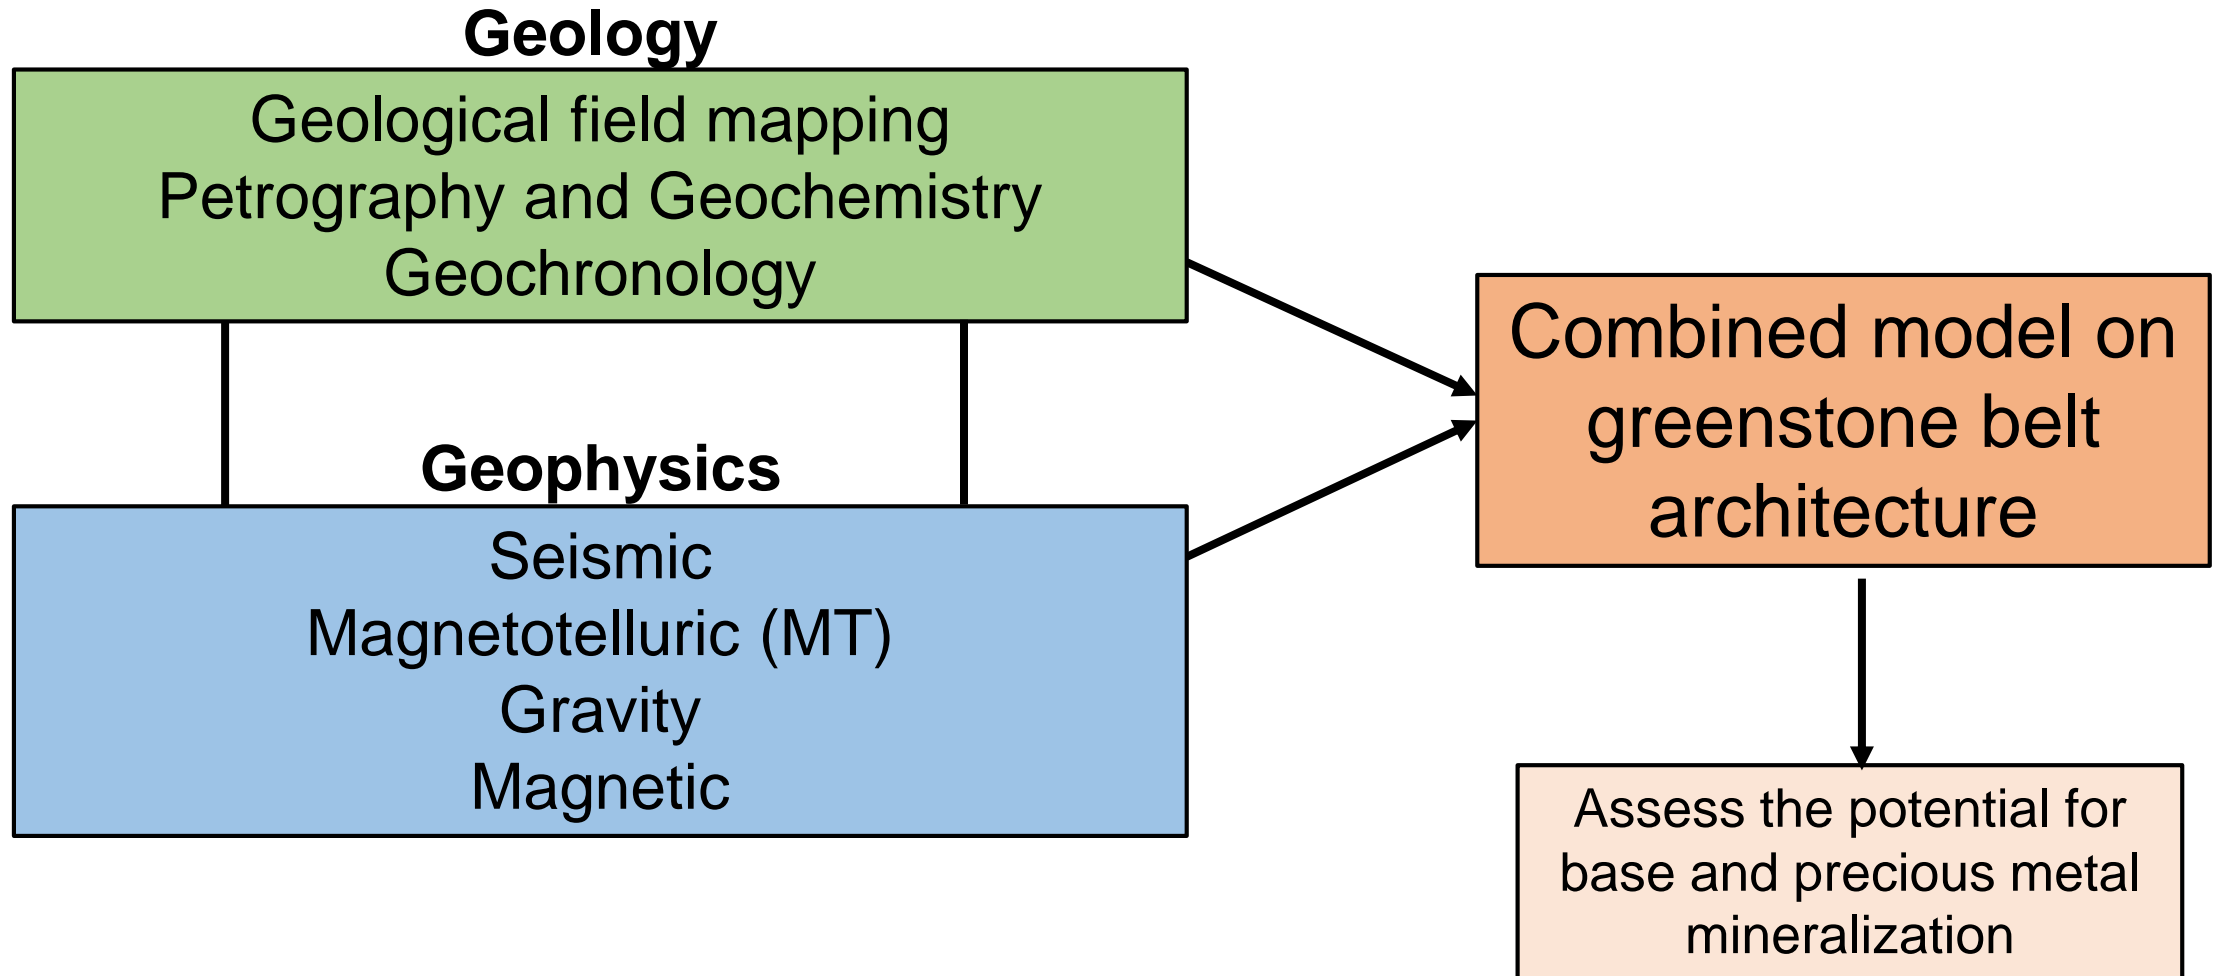 Geology
Geological field mapping
Petrography and Geochemistry
Geochronology
Geophysics
Seismic
Magnetotelluric (MT)
Gravity
Magnetic
Combined model on
greenstone belt
architecture
Assess the potential for
base and precious metal
mineralization